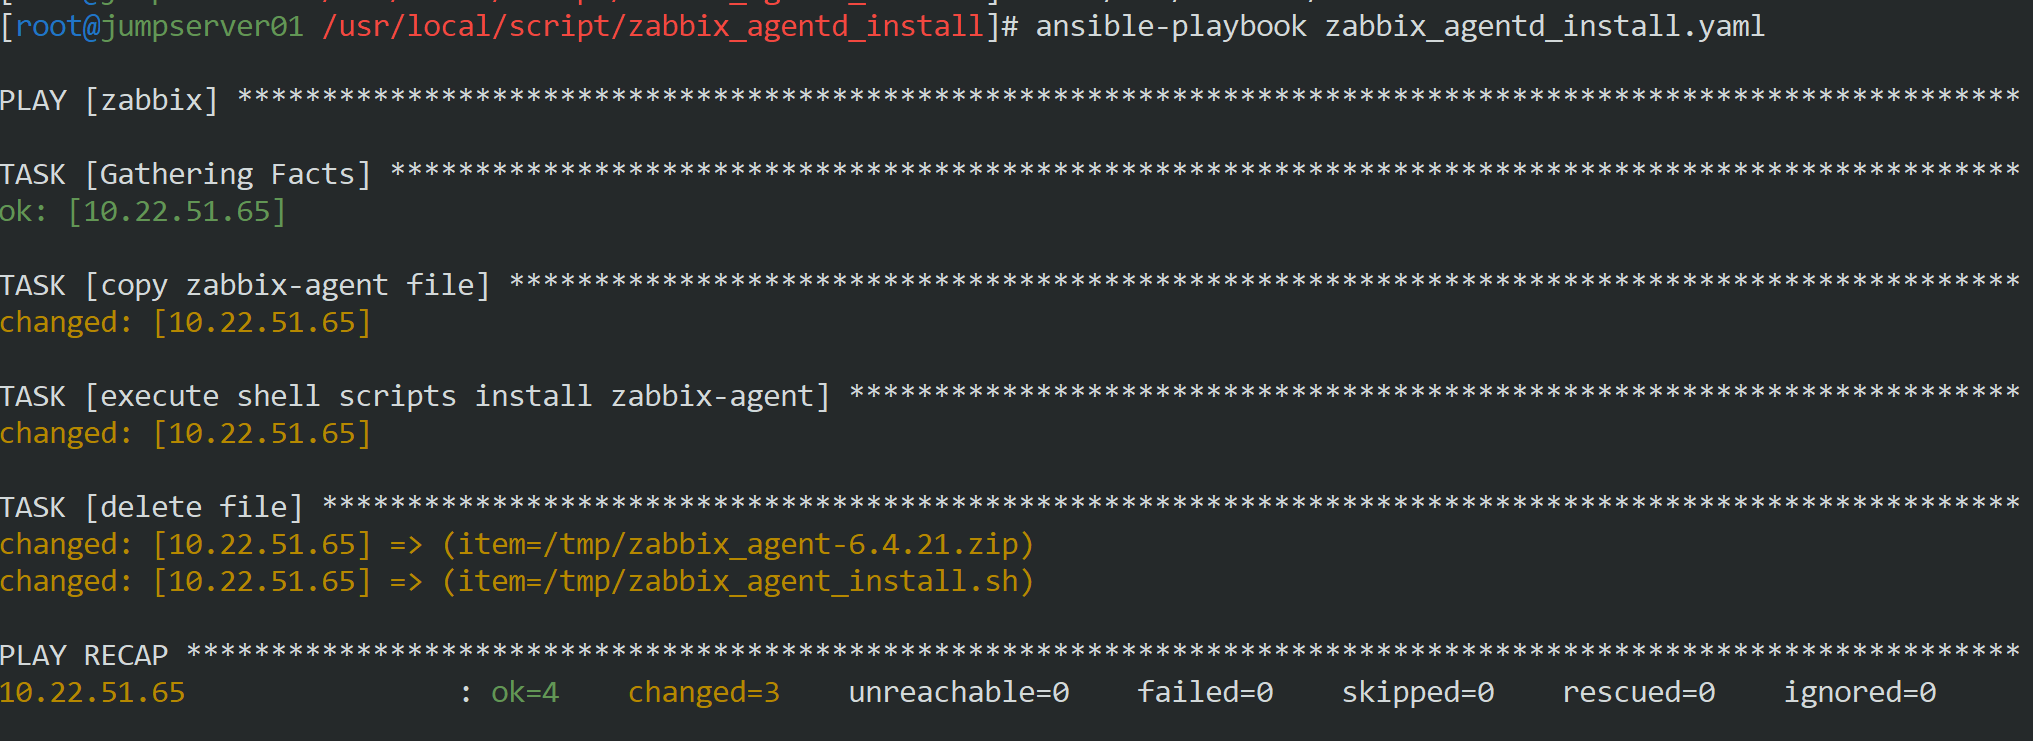 [root@jumpserver01 /usr/local/script/zabbix_agentd_install]# ansible-playbook zabbix_agentd_install.yaml
PLAY [zabbix] *********************************************************************************************************
TASK [Gathering Facts] ************************************************************************************************
ok: [10.22.51.65]
TASK [copy zabbix-agent file] *****************************************************************************************
changed: [10.22.51.65]
TASK [execute shell scripts install zabbix-agent] *********************************************************************
changed: [10.22.51.65]
TASK [delete file] ****************************************************************************************************
changed: [10.22.51.65] => (item=/tmp/zabbix_agent-6.4.21.zip)
changed: [10.22.51.65] => (item=/tmp/zabbix_agent_install.sh)
PLAY RECAP ************************************************************************************************************
10.22.51.65                : ok=4    changed=3    unreachable=0    failed=0    skipped=0    rescued=0    ignored=0